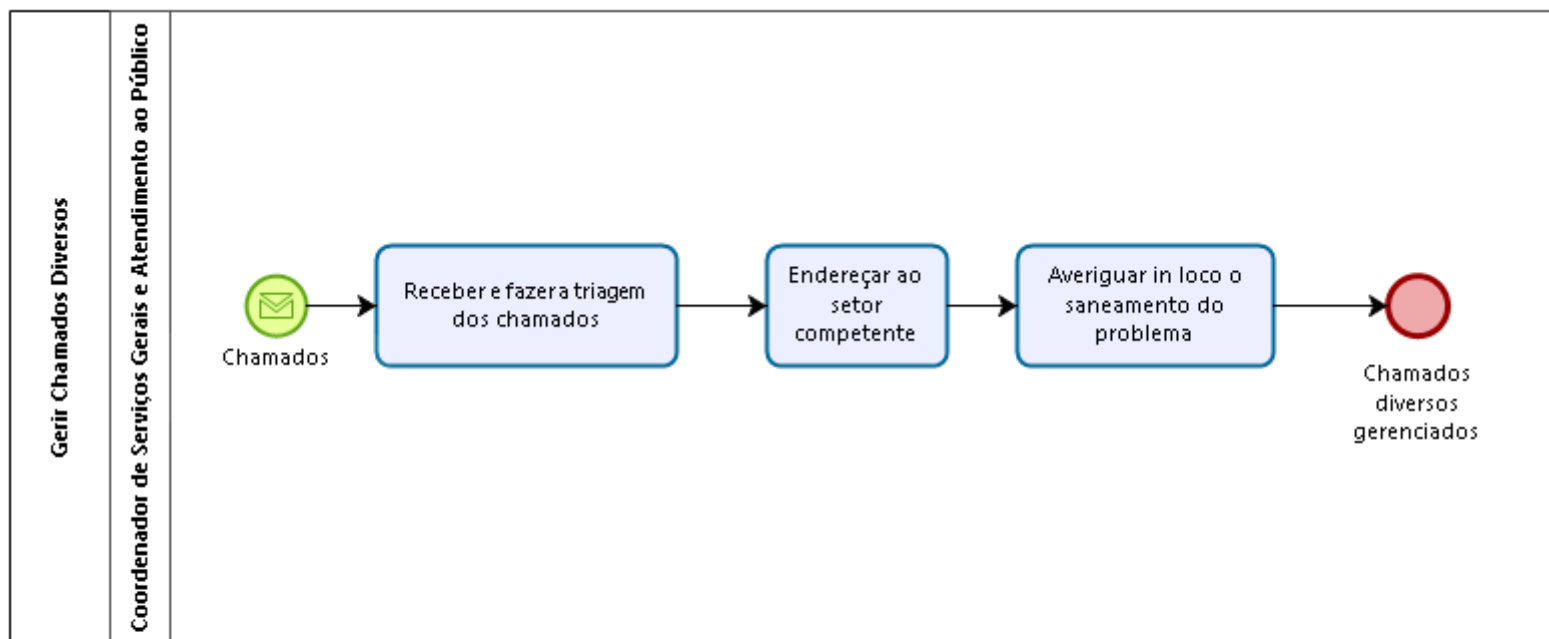 Gerir Chamados Diversos
Coordenador de Serviços Gerais e Atendimento ao Público
Chamados
Receber e fazer a triagem
dos chamados
Endereçar ao
setor
competente
Averiguar in loco o
saneamento do
problema
Chamados
diversos
gerenciados